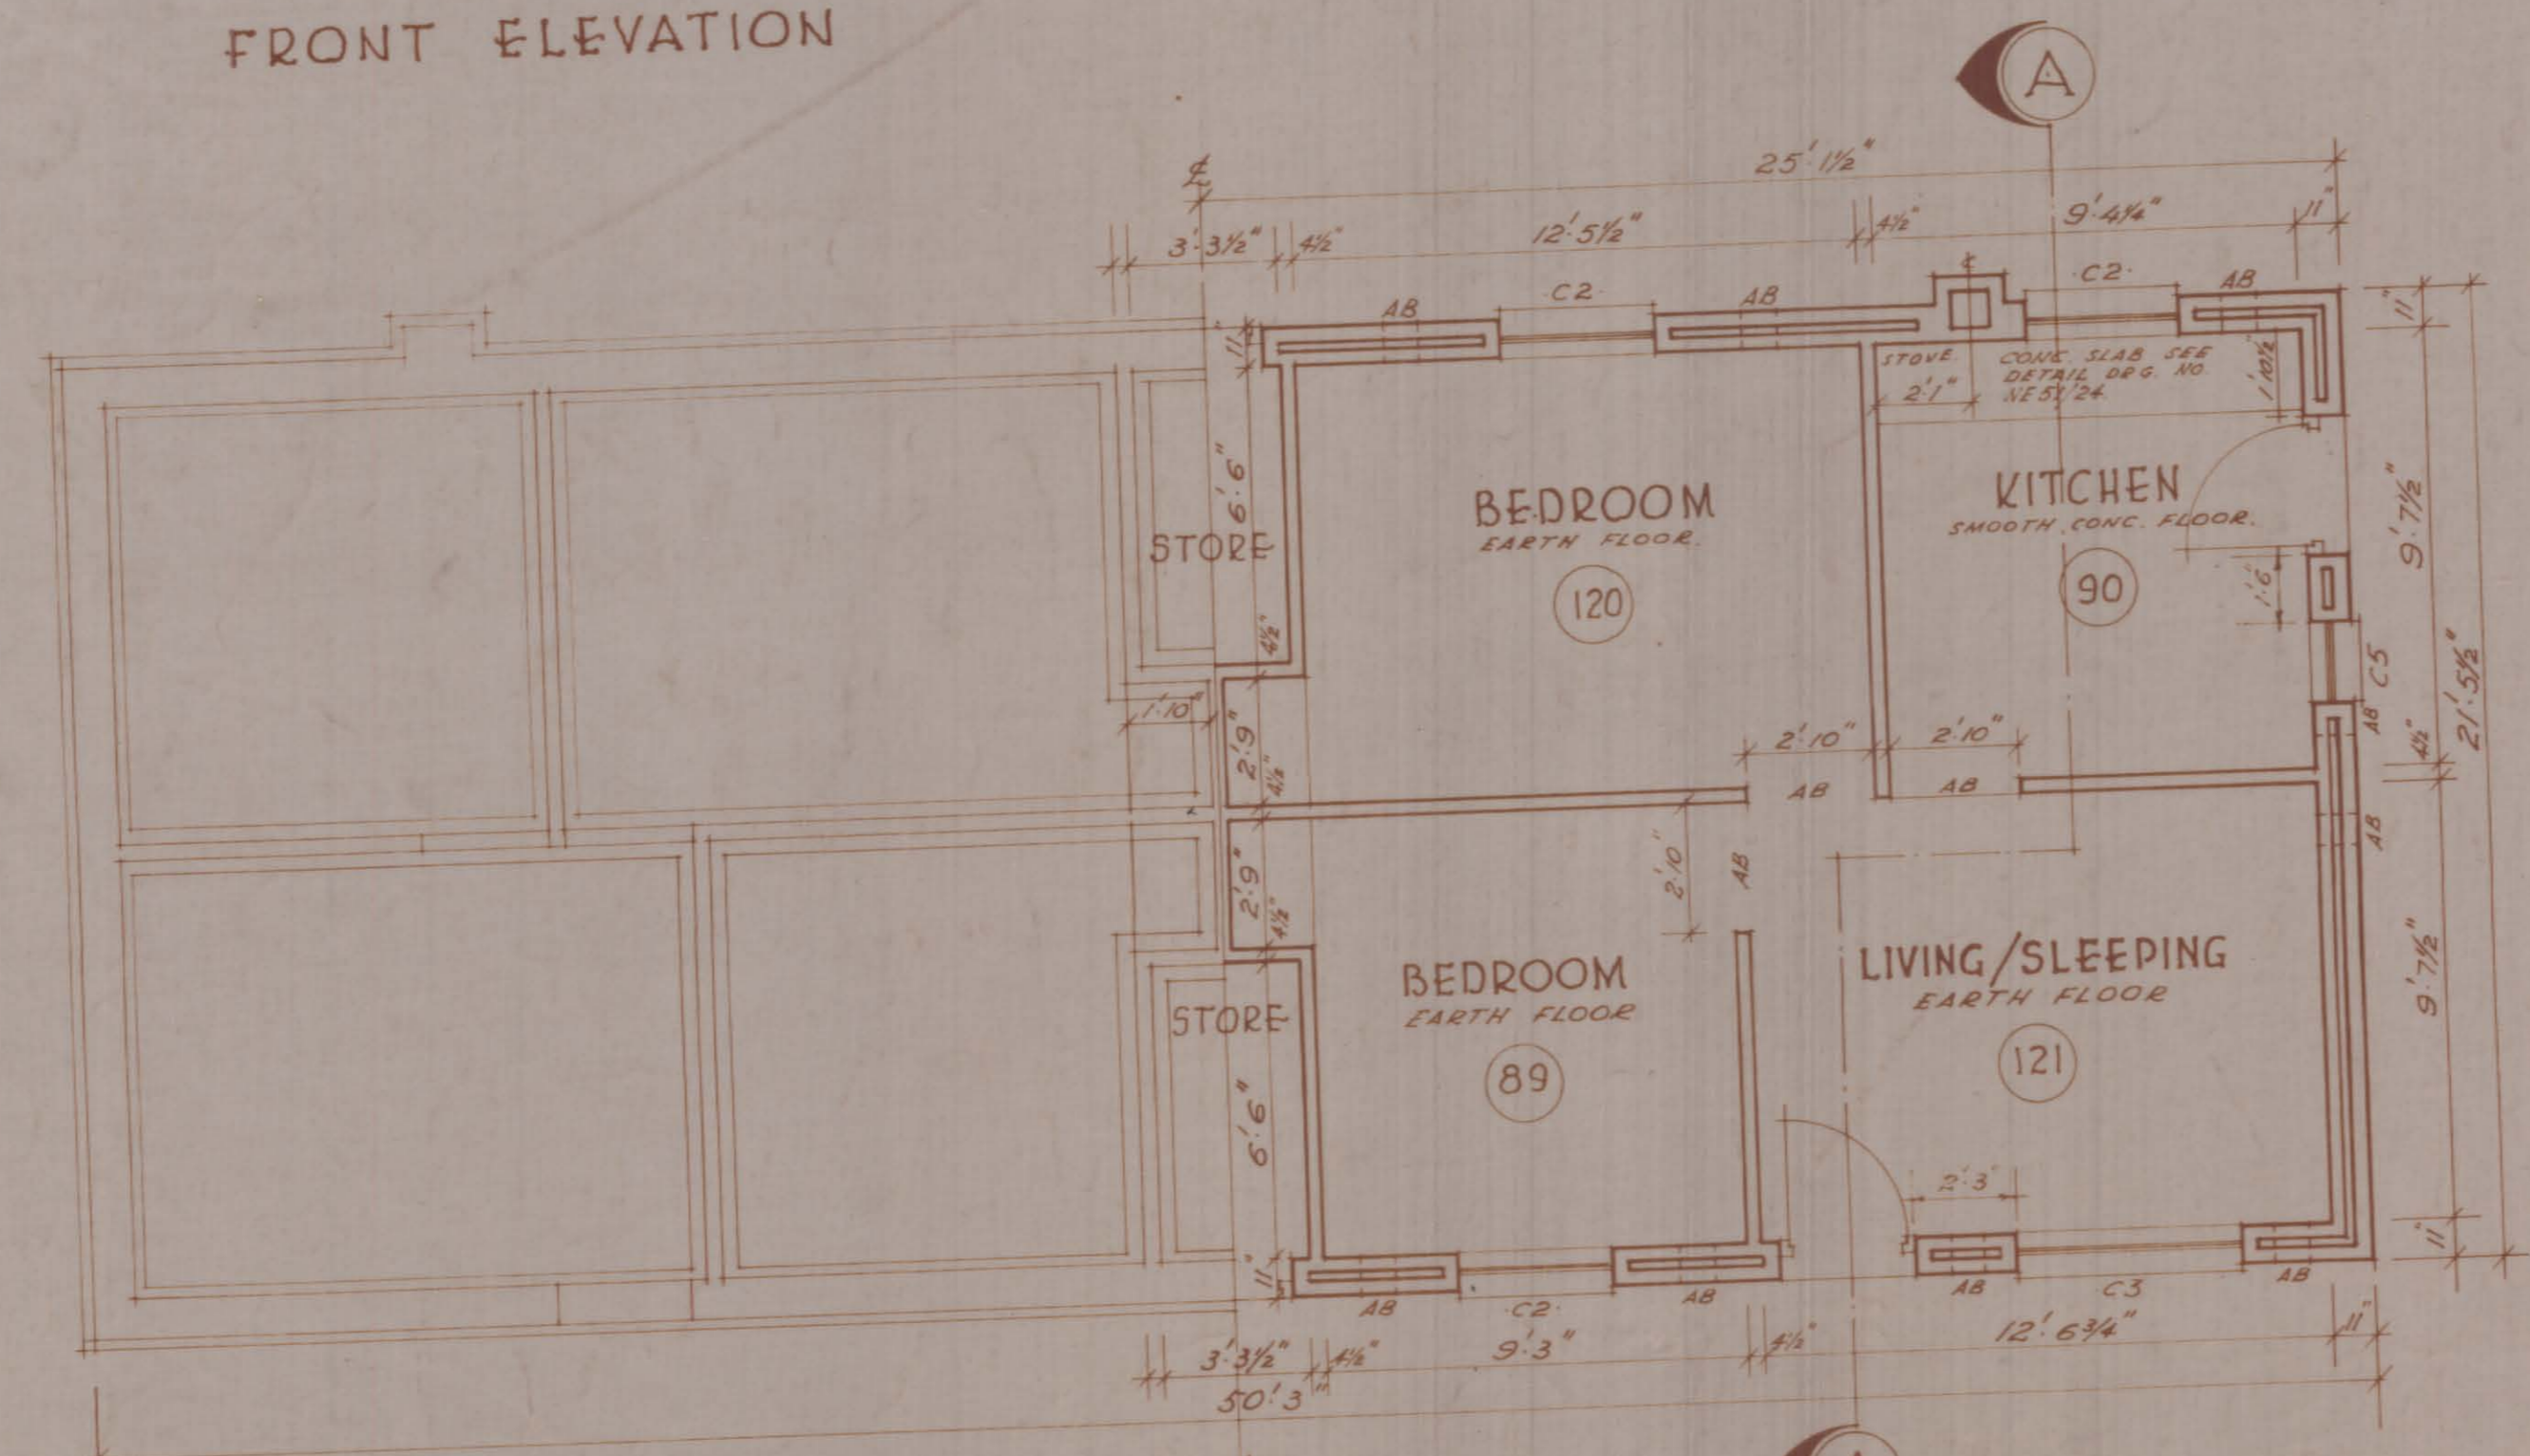 FRONT ELEVATION
A
25'1½"
℄
3'·3½" 4½" 12'·5½" 4½" 9'·4¼" 11"
AB C2 AB ℄ C2 AB
11"
11"
STOVE. CONC. SLAB SEE
DETAIL DRG. NO.
2'·1" NE 51/24
1'·10½"
6'·6"
BEDROOM
EARTH FLOOR.
120
KITCHEN
SMOOTH. CONC. FLOOR.
90
9'·7½"
STORE
4½"
1'·6"
C5
21'·5½"
1'·10"
2'·9"
4½"
2'·10" 2'·10"
AB AB
AB
4½"
AB
2'·10"
AB
2'·9"
4½"
BEDROOM
EARTH FLOOR
89
LIVING/SLEEPING
EARTH FLOOR
121
9'·7½"
STORE
6'·6"
2'·3"
11"
11"
AB C2 AB AB C3 AB
3'·3½" 4½" 9'·3" 4½" 12'·6¾" 11"
50'·3"
A